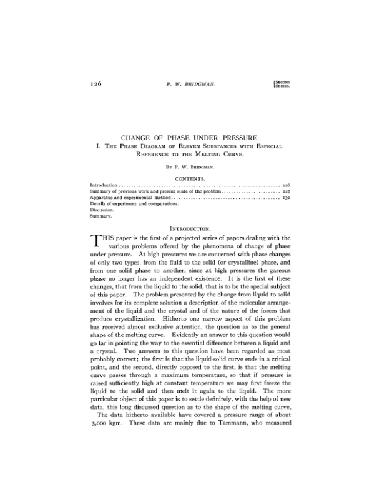 126 P. W. BRIDGMAN. [SECOND SERIES.
CHANGE OF PHASE UNDER PRESSURE
I. THE PHASE DIAGRAM OF ELEVEN SUBSTANCES WITH ESPECIAL
REFERENCE TO THE MELTING CURVE.
BY P. W. BRIDGMAN.
CONTENTS.
Introduction
Summary of previous work and present status of the problem
Apparatus and experimental method
Details of experiment and computations.
Discussion.
Summary.
INTRODUCTION.
THIS paper is the first of a projected series of papers dealing with the
various problems offered by the phenomena of change of phase
under pressure. At high pressures we are concerned with phase changes
of only two types: from the fluid to the solid (or crystalline) phase, and
from one solid phase to another, since at high pressures the gaseous
phase no longer has an independent existence. It is the first of these
changes, that from the liquid to the solid, that is to be the special subject
of this paper. The problem presented by the change from liquid to solid
involves for its complete solution a description of the molecular arrange-
ment of the liquid and the crystal and of the nature of the forces that
produce crystallization. Hitherto one narrow aspect of this problem
has received almost exclusive attention, the question as to the general
shape of the melting curve. Evidently an answer to this question would
go far in pointing the way to the essential difference between a liquid and
a crystal. Two answers to this question have been regarded as most
probably correct; the first is that the liquid-solid curve ends in a critical
point, and the second, directly opposed to the first, is that the melting
curve passes through a maximum temperature, so that if pressure is
raised sufficiently high at constant temperature we may first freeze the
liquid to the solid and then melt it again to the liquid. The more
particular object of this paper is to settle definitely, with the help of new
data, this long discussed question as to the shape of the melting curve.
The data hitherto available have covered a pressure range of about
3,000 kgm. These data are mainly due to Tammann, who measured